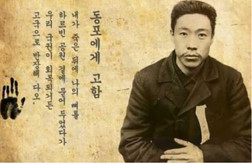 동포에게 고함
내가 죽은 뒤에 나의 뼈를
하르빈 공원 곁에 묻어 두었다가
우리 국권이 회복되거든
고국으로 반장해 다오